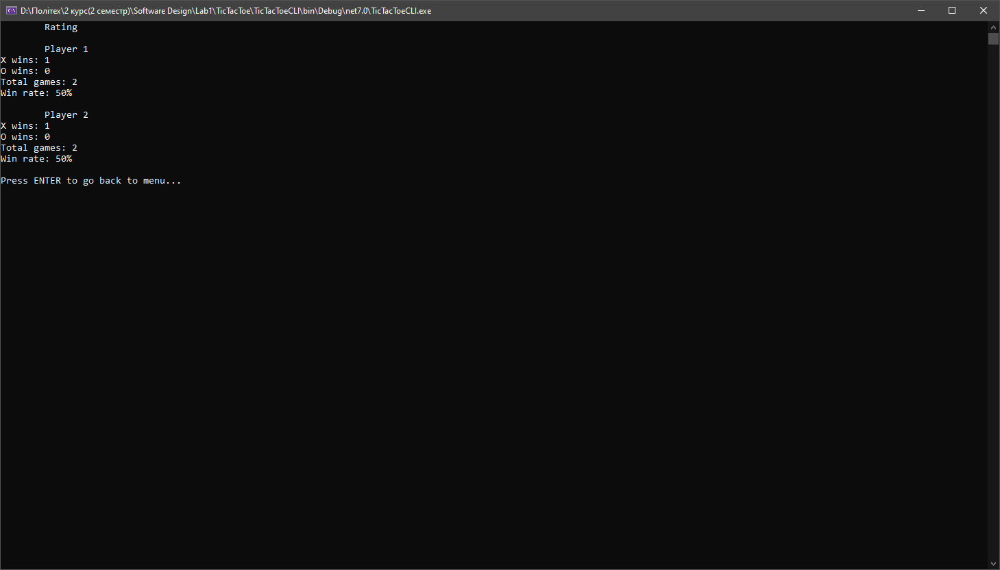 D:\Політех\2 курс(2 семестр)\Software Design\Lab1\TicTacToe\TicTacToeCLI\bin\Debug\net7.0\TicTacToeCLI.exe
Rating
Player 1
X wins: 1
O wins: 0
Total games: 2
Win rate: 50%
Player 2
X wins: 1
O wins: 0
Total games: 2
Win rate: 50%
Press ENTER to go back to menu...